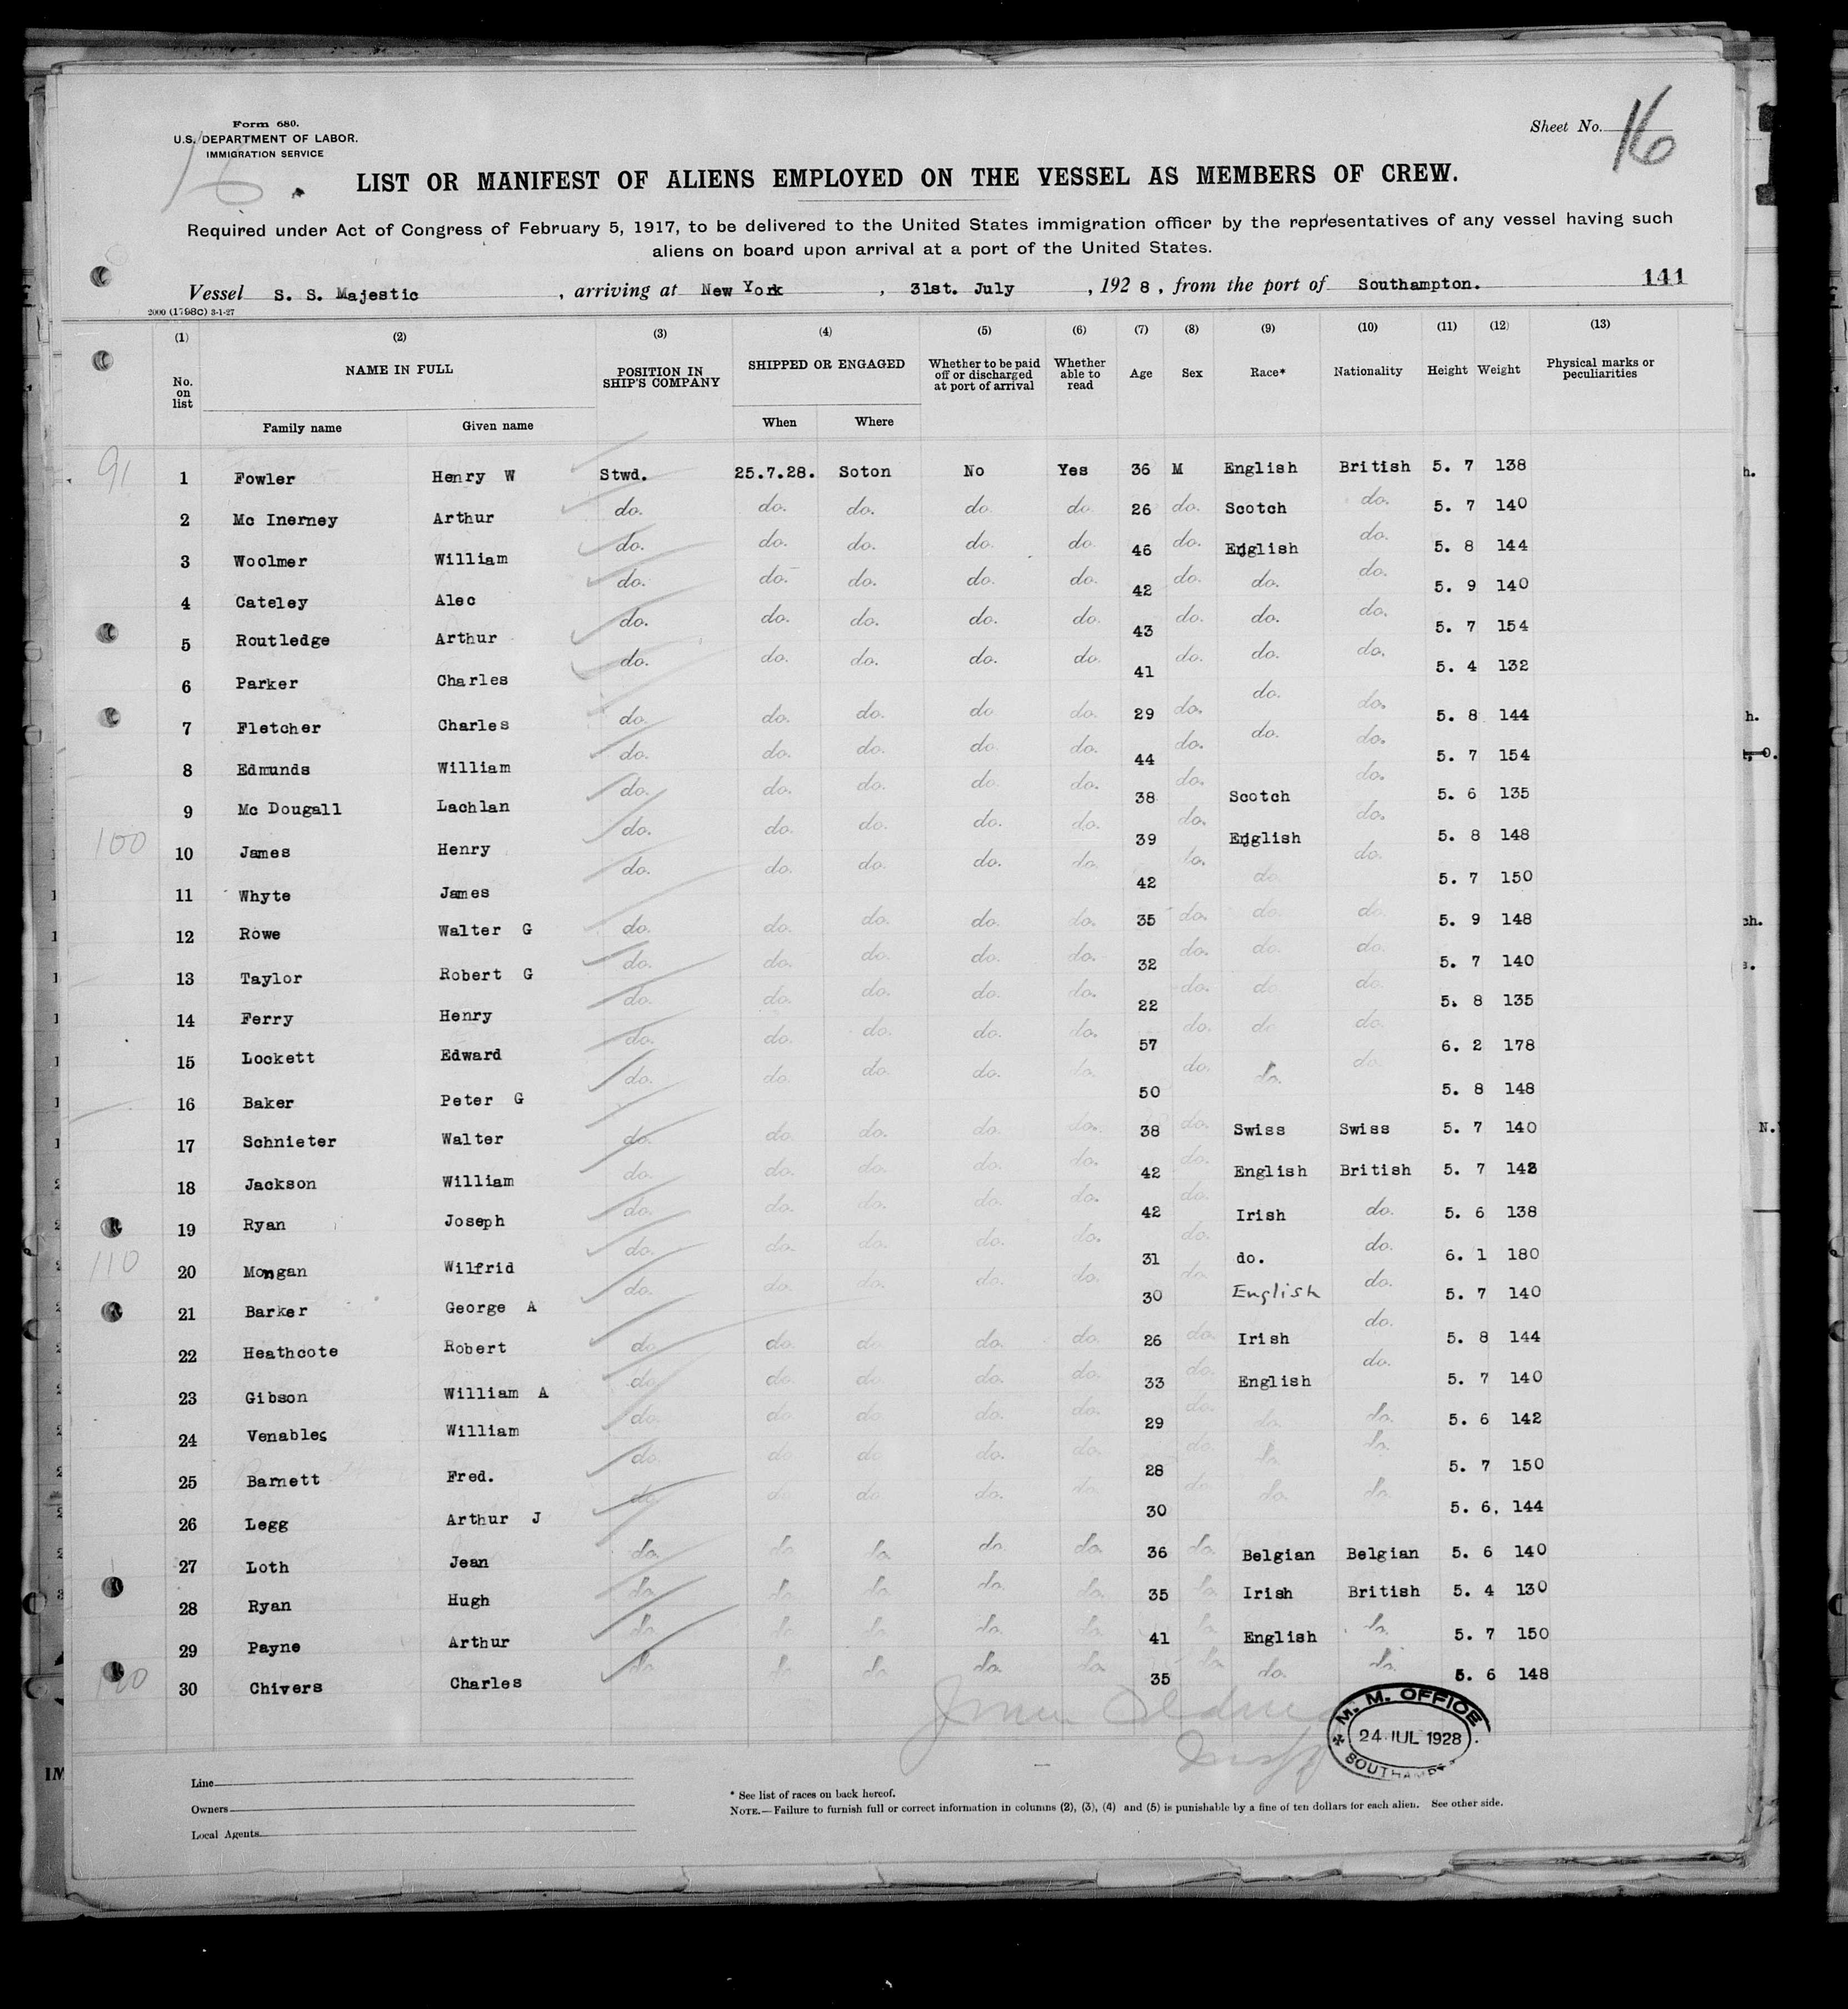 Form 680.
U.S. DEPARTMENT OF LABOR.
IMMIGRATION SERVICE
16
Sheet No. 16
LIST OR MANIFEST OF ALIENS EMPLOYED ON THE VESSEL AS MEMBERS OF CREW.
Required under Act of Congress of February 5, 1917, to be delivered to the United States immigration officer by the representatives of any vessel having such
aliens on board upon arrival at a port of the United States.
Vessel S. S. Majestic, arriving at New York, 31st. July, 1928, from the port of Southampton. 141
2000 (1798C) 3-1-27
(1) (2) (3) (4) (5) (6) (7) (8) (9) (10) (11) (12) (13)
No. on list NAME IN FULL POSITION IN SHIP'S COMPANY SHIPPED OR ENGAGED Whether to be paid off or discharged at port of arrival Whether able to read Age Sex Race* Nationality Height Weight Physical marks or peculiarities
Family name Given name When Where
91 1 Fowler Henry W Stwd. 25.7.28. Soton No Yes 36 M English British 5. 7 138
2 Mc Inerney Arthur do. do. do. do. do. 26 do. Scotch do. 5. 7 140
3 Woolmer William do. do. do. do. do. 46 do. English do. 5. 8 144
4 Cateley Alec do. do. do. do. do. 42 do. do. do. 5. 9 140
5 Routledge Arthur do. do. do. do. do. 43 do. do. do. 5. 7 154
6 Parker Charles do. do. do. do. do. 41 do. do. do. 5. 4 132
7 Fletcher Charles do. do. do. do. do. 29 do. do. do. 5. 8 144
8 Edmunds William do. do. do. do. do. 44 do. do. do. 5. 7 154
9 Mc Dougall Lachlan do. do. do. do. do. 38 do. Scotch do. 5. 6 135
100 10 James Henry do. do. do. do. do. 39 do. English do. 5. 8 148
11 Whyte James do. do. do. do. do. 42 do. do. do. 5. 7 150
12 Rowe Walter G do. do. do. do. do. 35 do. do. do. 5. 9 148
13 Taylor Robert G do. do. do. do. do. 32 do. do. do. 5. 7 140
14 Ferry Henry do. do. do. do. do. 22 do. do. do. 5. 8 135
15 Lockett Edward do. do. do. do. do. 57 do. do. do. 6. 2 178
16 Baker Peter G do. do. do. do. do. 50 do. do. do. 5. 8 148
17 Schnieter Walter do. do. do. do. do. 38 do. Swiss Swiss 5. 7 140
18 Jackson William do. do. do. do. do. 42 do. English British 5. 7 148
19 Ryan Joseph do. do. do. do. do. 42 do. Irish do. 5. 6 138
110 20 Mongan Wilfrid do. do. do. do. do. 31 do. do. do. 6. 1 180
21 Barker George A do. do. do. do. do. 30 do. English do. 5. 7 140
22 Heathcote Robert do. do. do. do. do. 26 do. Irish do. 5. 8 144
23 Gibson William A do. do. do. do. do. 33 do. English do. 5. 7 140
24 Venables William do. do. do. do. do. 29 do. do. do. 5. 6 142
25 Barnett Fred. do. do. do. do. do. 28 do. do. do. 5. 7 150
26 Legg Arthur J do. do. do. do. do. 30 do. do. do. 5. 6. 144
27 Loth Jean do. do. do. do. do. 36 do. Belgian Belgian 5. 6 140
28 Ryan Hugh do. do. do. do. do. 35 do. Irish British 5. 4 130
29 Payne Arthur do. do. do. do. do. 41 do. English do. 5. 7 150
120 30 Chivers Charles do. do. do. do. do. 35 do. do. do. 5. 6 148
M. M. OFFICE
24 JUL 1928
Line
Owners
Local Agents
* See list of races on back hereof.
NOTE.—Failure to furnish full or correct information in columns (2), (3), (4) and (5) is punishable by a fine of ten dollars for each alien. See other side.